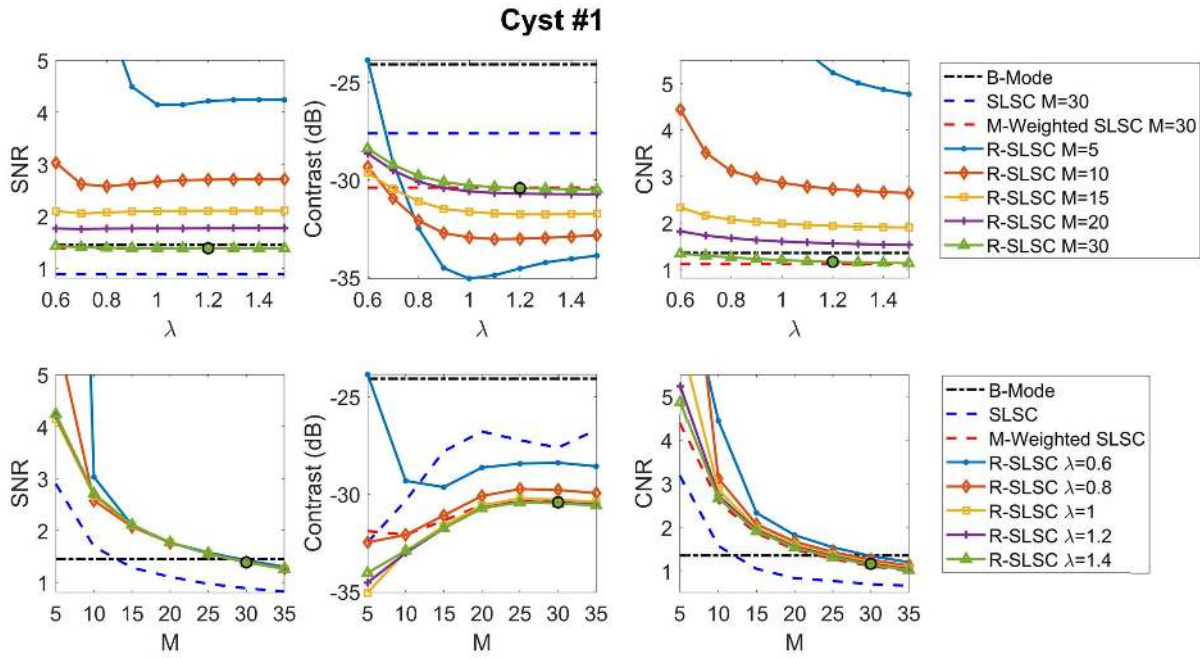 Cyst #1
5
4
3
2
1
SNR
0.6 0.8 1 1.2 1.4
λ
-25
-30
-35
Contrast (dB)
0.6 0.8 1 1.2 1.4
λ
5
4
3
2
1
CNR
0.6 0.8 1 1.2 1.4
λ
B-Mode
SLSC M=30
M-Weighted SLSC M=30
R-SLSC M=5
R-SLSC M=10
R-SLSC M=15
R-SLSC M=20
R-SLSC M=30
5
4
3
2
1
SNR
5 10 15 20 25 30 35
M
-25
-30
-35
Contrast (dB)
5 10 15 20 25 30 35
M
5
4
3
2
1
CNR
5 10 15 20 25 30 35
M
B-Mode
SLSC
M-Weighted SLSC
R-SLSC λ=0.6
R-SLSC λ=0.8
R-SLSC λ=1
R-SLSC λ=1.2
R-SLSC λ=1.4